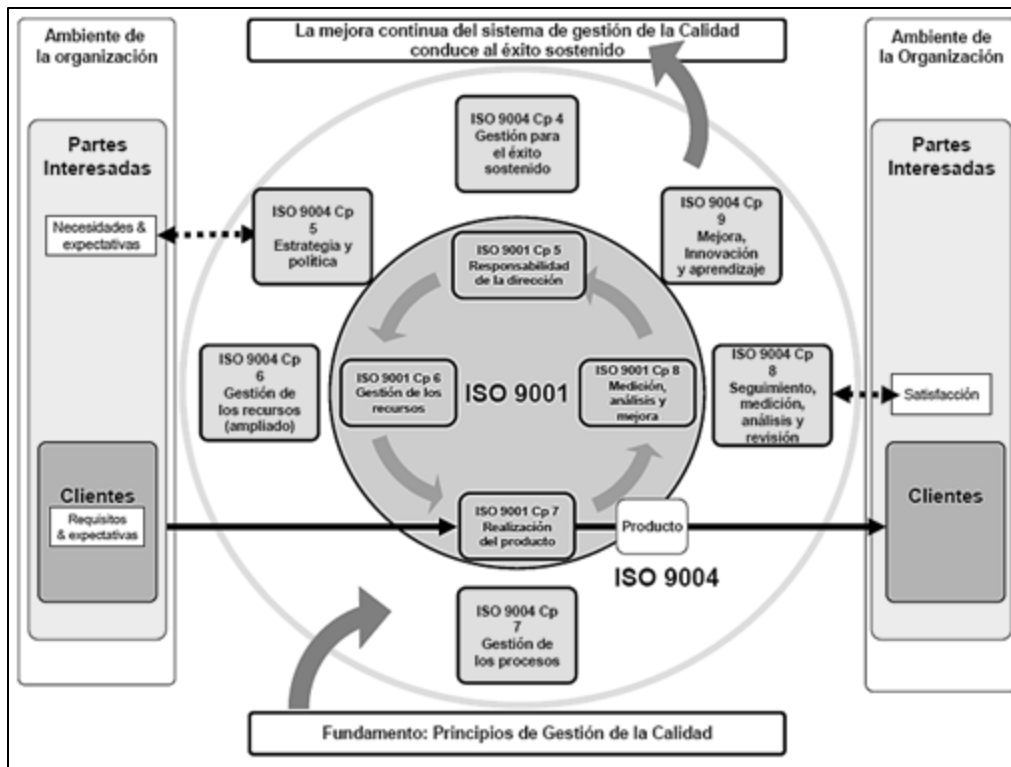 Ambiente de
la organización
La mejora continua del sistema de gestión de la Calidad
conduce al éxito sostenido
Ambiente de
la Organización
Partes
Interesadas
Necesidades &
expectativas
Clientes
Requisitos
& expectativas
ISO 9004 Cp 4
Gestión para
el éxito
sostenido
ISO 9004 Cp
5
Estrategia y
política
ISO 9004 Cp
9
Mejora,
Innovación
y aprendizaje
ISO 9001 Cp 5
Responsabilidad
de la dirección
ISO 9004 Cp
6
Gestión de
los recursos
(ampliado)
ISO 9001 Cp 6
Gestión de los
recursos
ISO 9001
ISO 9001 Cp 8
Medición,
análisis y
mejora
ISO 9004 Cp
8
Seguimiento,
medición,
análisis y
revisión
ISO 9001 Cp 7
Realización
del producto
Producto
ISO 9004
ISO 9004 Cp
7
Gestión de
los procesos
Partes
Interesadas
Satisfacción
Clientes
Fundamento: Principios de Gestión de la Calidad